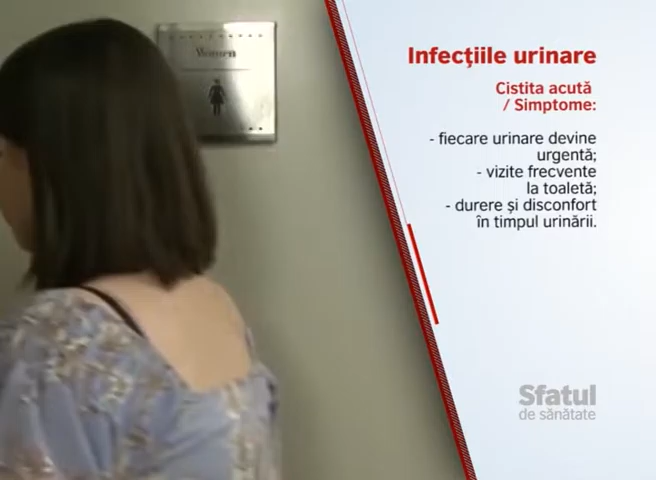 Women
Infecțiile urinare
Cistita acută
/ Simptome:
- fiecare urinare devine
urgentă;
- vizite frecvente
la toaletă;
- durere și disconfort
în timpul urinării.
Sfatul
de sănătate